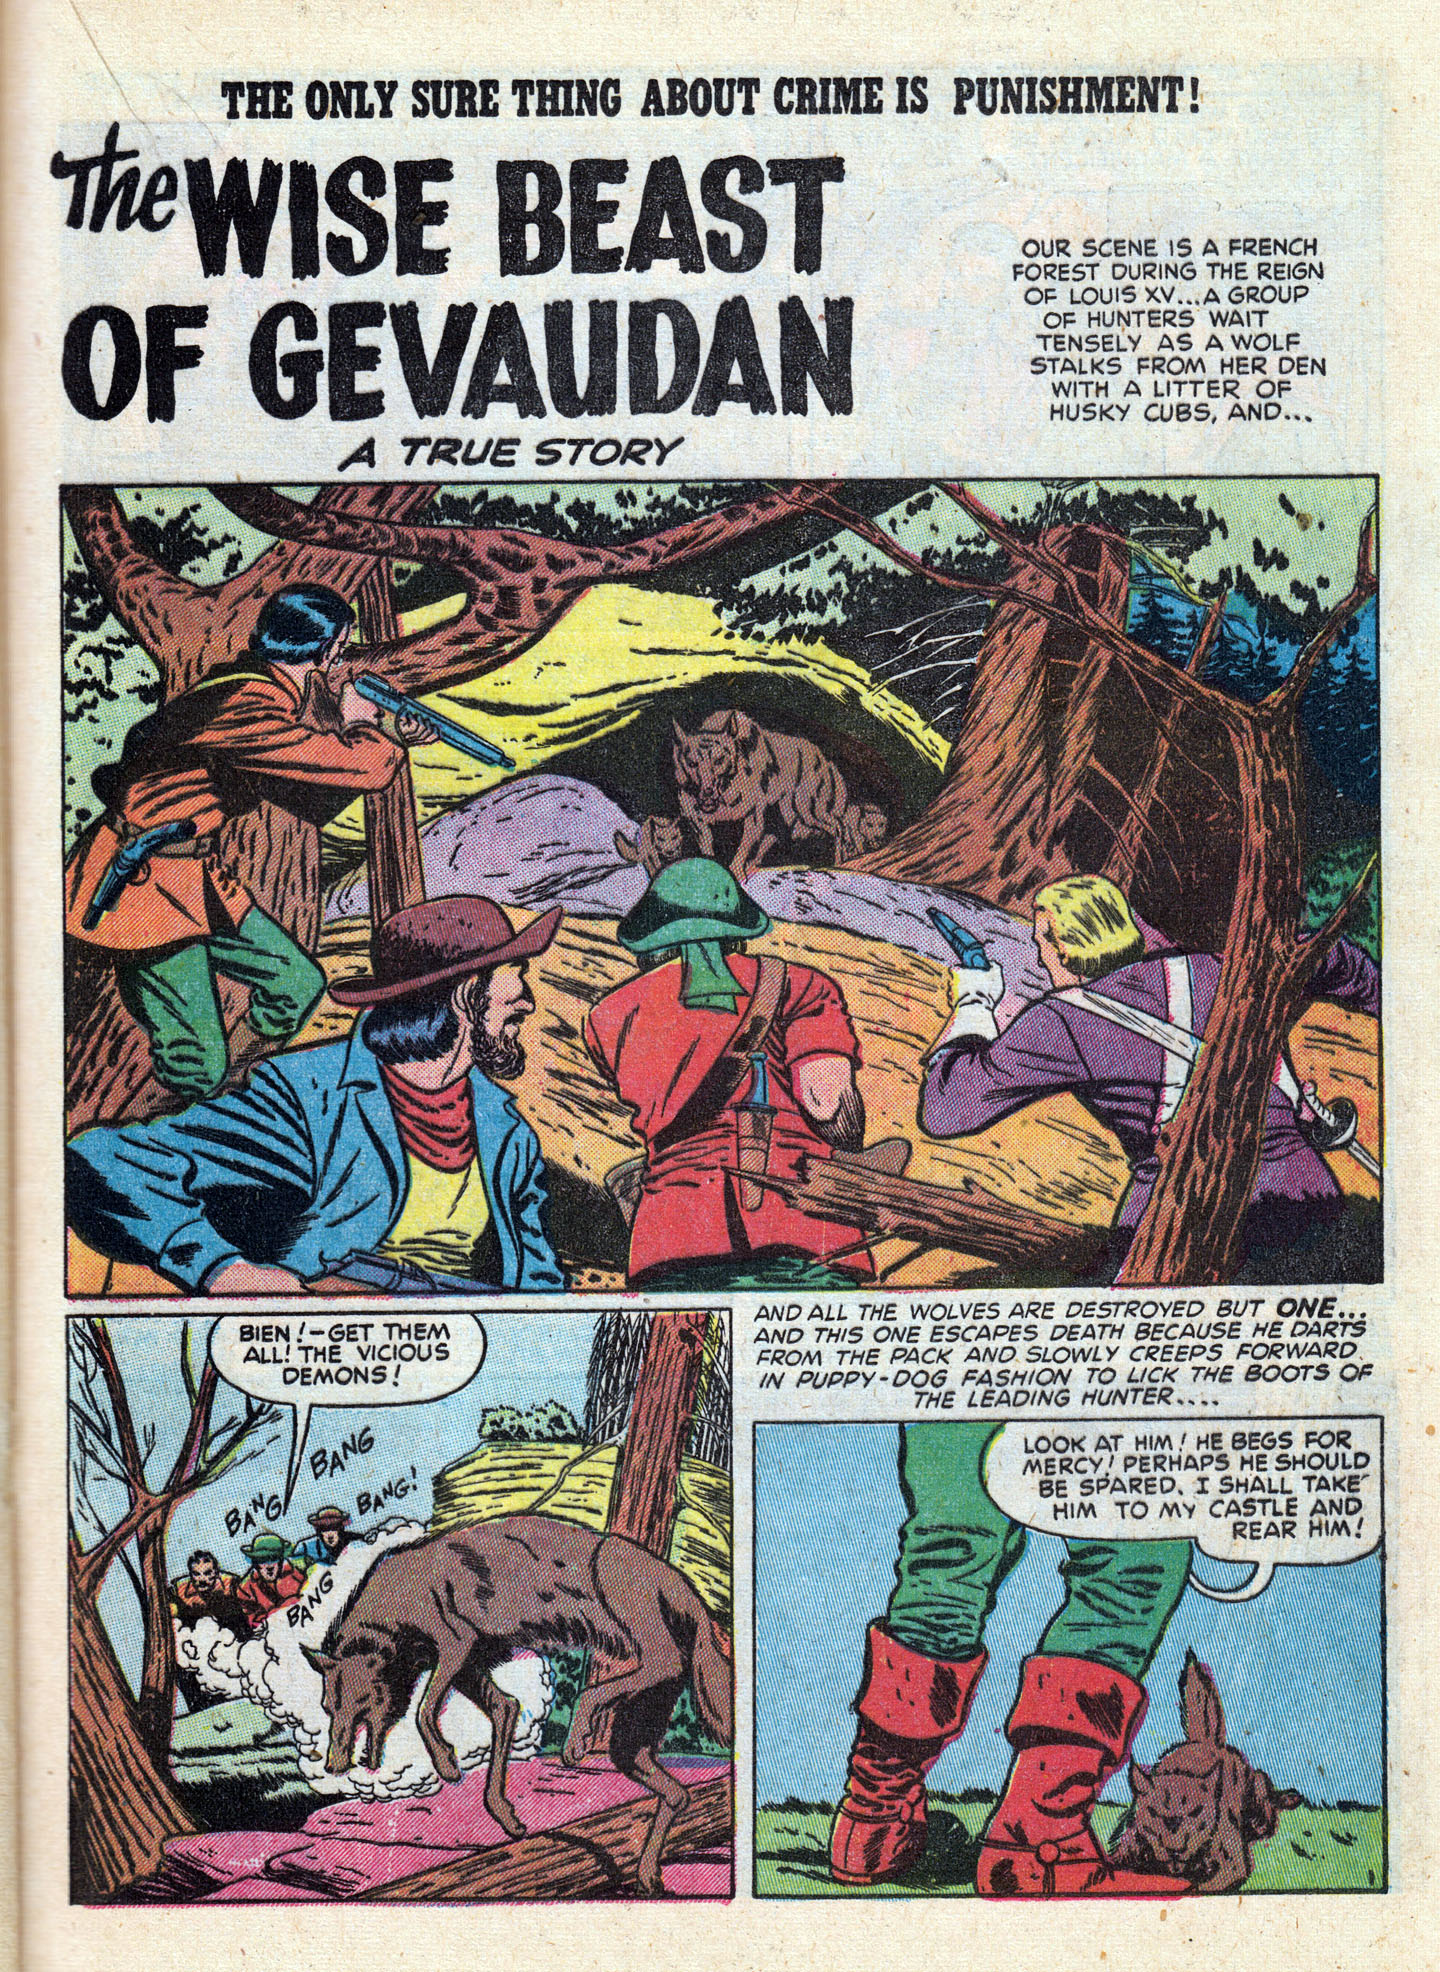 THE ONLY SURE THING ABOUT CRIME IS PUNISHMENT!
The WISE BEAST
OF GEVAUDAN
A TRUE STORY
OUR SCENE IS A FRENCH
FOREST DURING THE REIGN
OF LOUIS XV...A GROUP
OF HUNTERS WAIT
TENSELY AS A WOLF
STALKS FROM HER DEN
WITH A LITTER OF
HUSKY CUBS, AND...
BIEN!-GET THEM
ALL! THE VICIOUS
DEMONS!
BANG
BANG
BANG!
BANG
AND ALL THE WOLVES ARE DESTROYED BUT ONE...
AND THIS ONE ESCAPES DEATH BECAUSE HE DARTS
FROM THE PACK AND SLOWLY CREEPS FORWARD
IN PUPPY-DOG FASHION TO LICK THE BOOTS OF
THE LEADING HUNTER....
LOOK AT HIM! HE BEGS FOR
MERCY! PERHAPS HE SHOULD
BE SPARED. I SHALL TAKE
HIM TO MY CASTLE AND
REAR HIM!